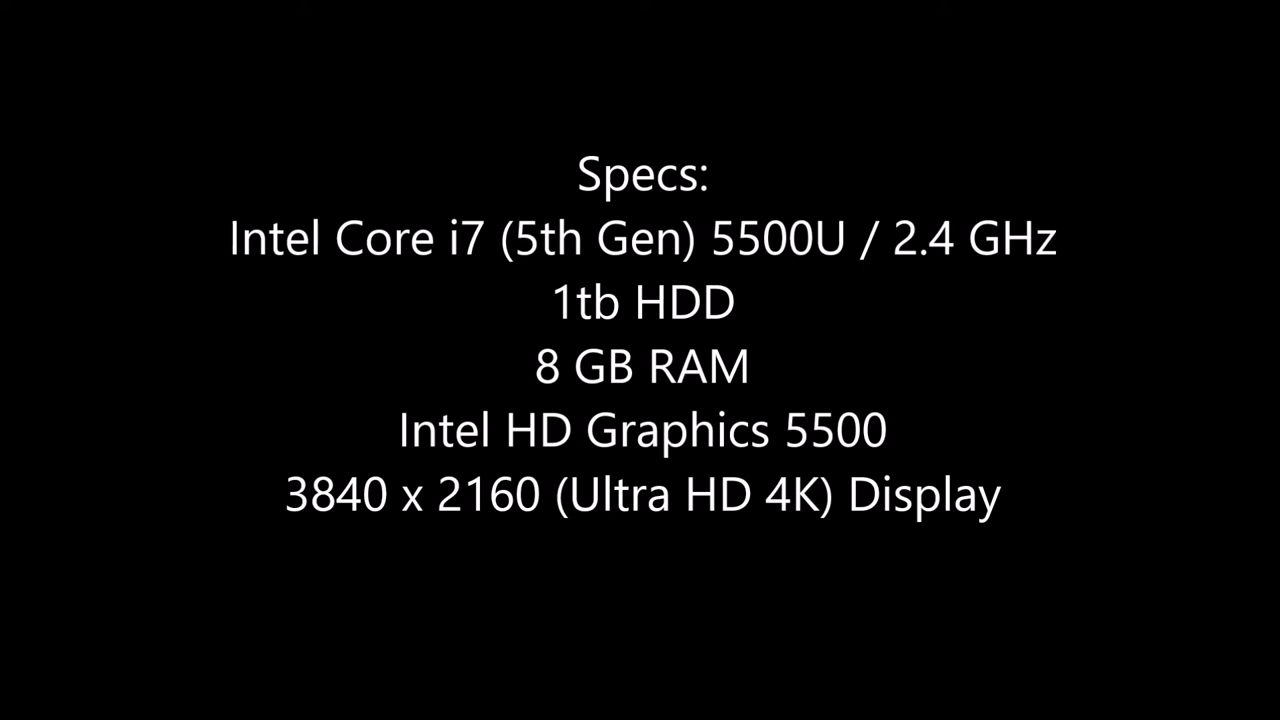 Specs:
Intel Core i7 (5th Gen) 5500U / 2.4 GHz
1tb HDD
8 GB RAM
Intel HD Graphics 5500
3840 x 2160 (Ultra HD 4K) Display